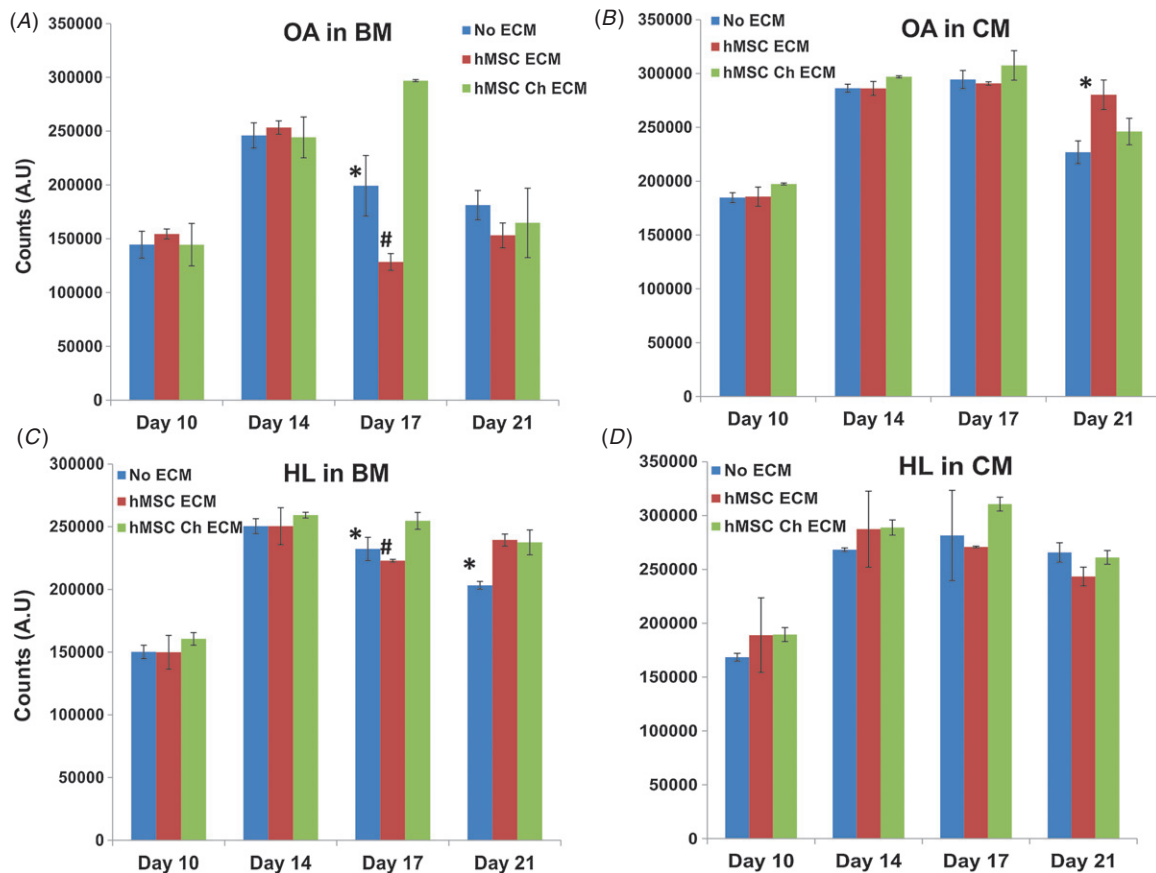 (A)
OA in BM
No ECM
hMSC ECM
hMSC Ch ECM
Counts (A.U)
350000
300000
250000
200000
150000
100000
50000
0
*
#
Day 10 Day 14 Day 17 Day 21
(B)
OA in CM
No ECM
hMSC ECM
hMSC Ch ECM
350000
300000
250000
200000
150000
100000
50000
0
*
Day 10 Day 14 Day 17 Day 21
(C)
HL in BM
No ECM
hMSC ECM
hMSC Ch ECM
Counts (A.U)
300000
250000
200000
150000
100000
50000
0
* #
*
Day 10 Day 14 Day 17 Day 21
(D)
HL in CM
No ECM
hMSC ECM
hMSC Ch ECM
350000
300000
250000
200000
150000
100000
50000
0
Day 10 Day 14 Day 17 Day 21